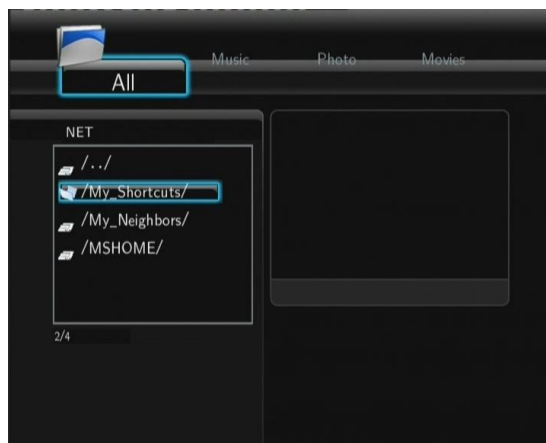 All Music Photo Movies
NET
/../
/My_Shortcuts/
/My_Neighbors/
/MSHOME/
2/4